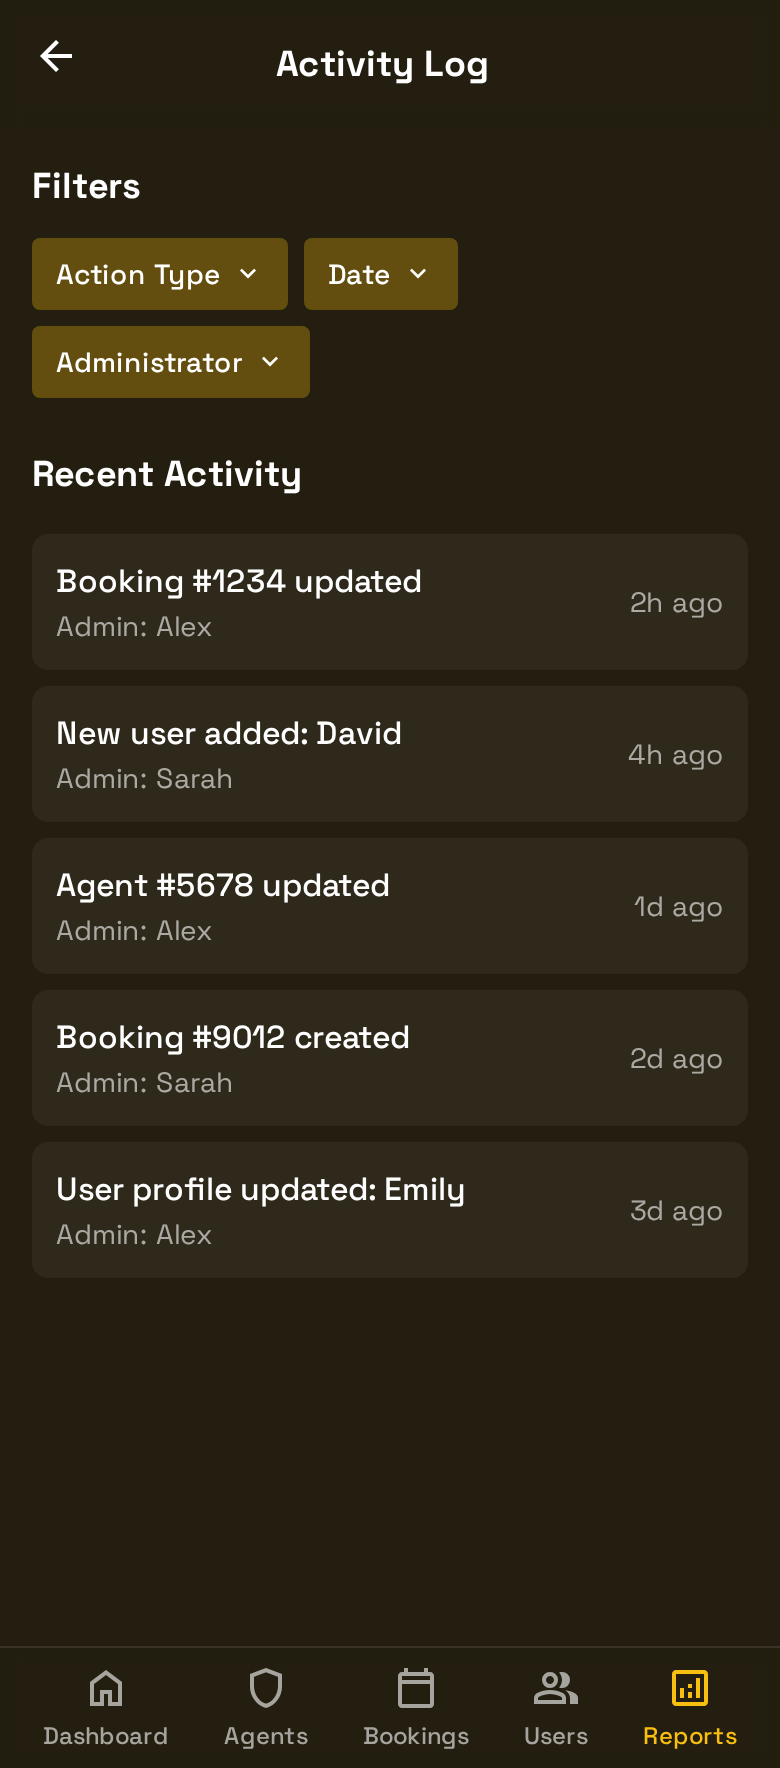 Activity Log
Filters
Action Type
Date
Administrator
Recent Activity
Booking #1234 updated
Admin: Alex
2h ago
New user added: David
Admin: Sarah
4h ago
Agent #5678 updated
Admin: Alex
1d ago
Booking #9012 created
Admin: Sarah
2d ago
User profile updated: Emily
Admin: Alex
3d ago
Dashboard
Agents
Bookings
Users
Reports